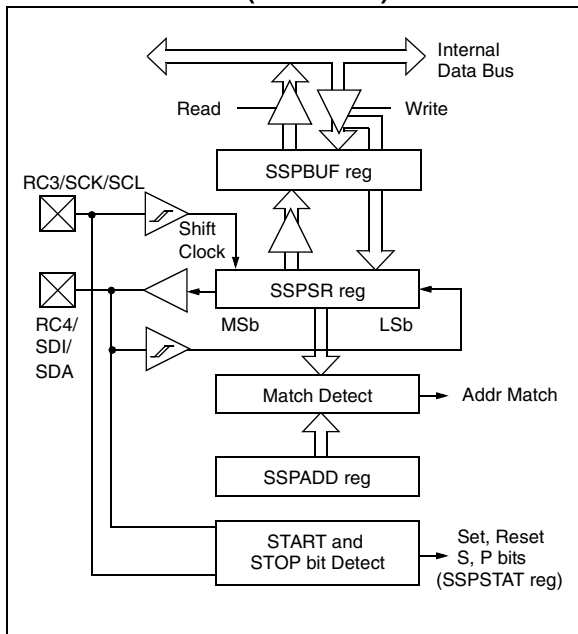 Internal
Data Bus
Read
Write
SSPBUF reg
RC3/SCK/SCL
Shift
Clock
SSPSR reg
MSb
LSb
RC4/
SDI/
SDA
Match Detect
Addr Match
SSPADD reg
START and
STOP bit Detect
Set, Reset
S, P bits
(SSPSTAT reg)